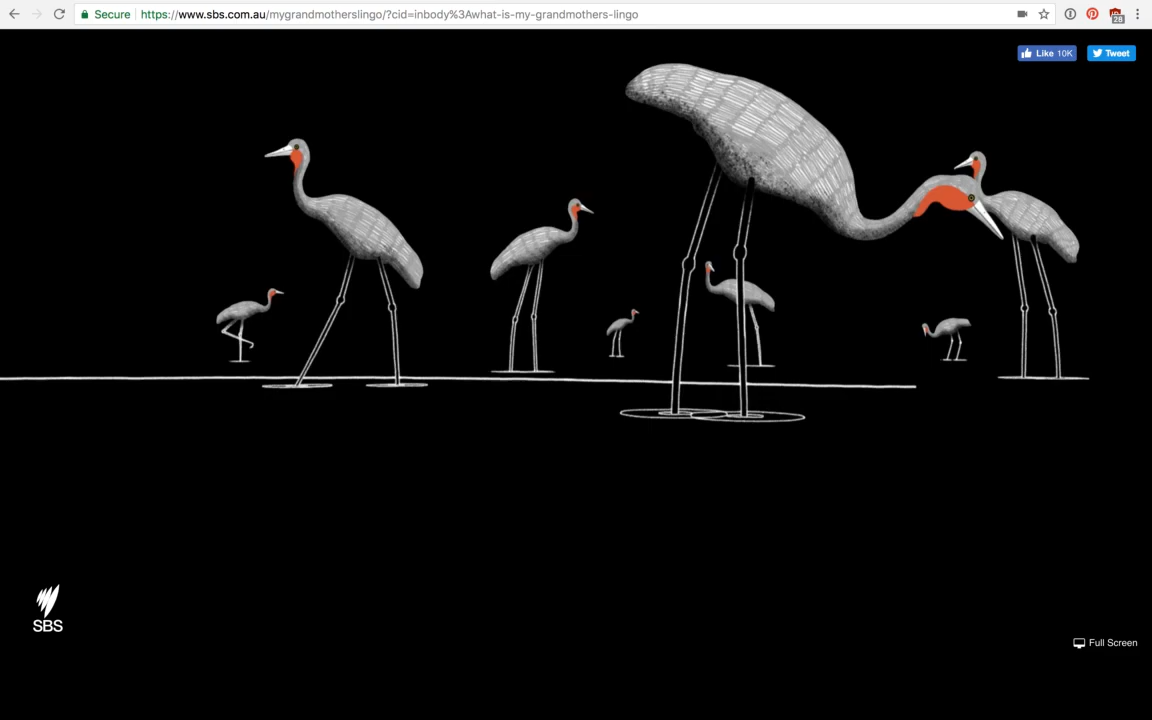 Secure https://www.sbs.com.au/mygrandmotherslingo/?cid=inbody%3Awhat-is-my-grandmothers-lingo
28
Like 10K Tweet
SBS
Full Screen